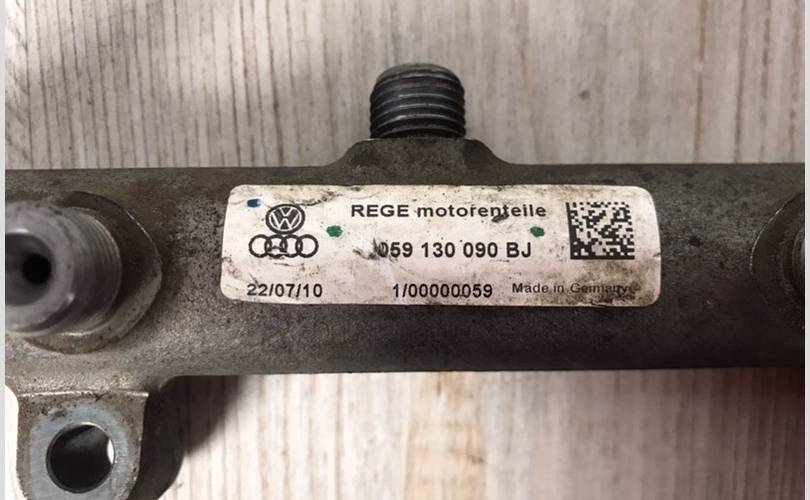 REGE motorenteile
059 130 090 BJ
22/07/10 1/00000059 Made in Germany